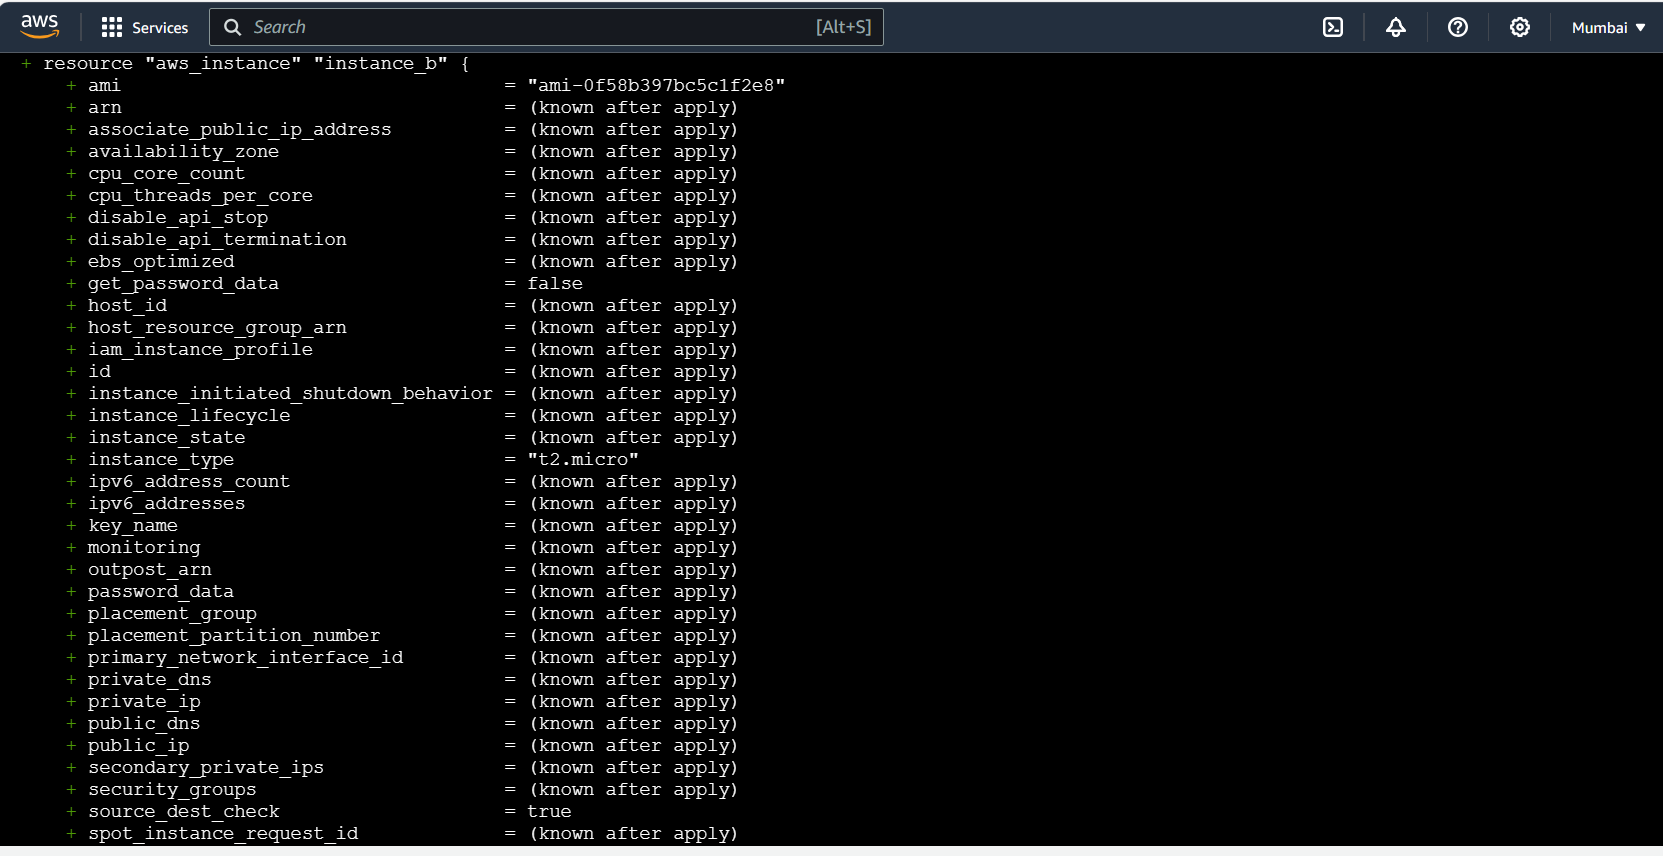 aws Services Search [Alt+S] Mumbai
+ resource "aws_instance" "instance_b" {
+ ami = "ami-0f58b397bc5c1f2e8"
+ arn = (known after apply)
+ associate_public_ip_address = (known after apply)
+ availability_zone = (known after apply)
+ cpu_core_count = (known after apply)
+ cpu_threads_per_core = (known after apply)
+ disable_api_stop = (known after apply)
+ disable_api_termination = (known after apply)
+ ebs_optimized = (known after apply)
+ get_password_data = false
+ host_id = (known after apply)
+ host_resource_group_arn = (known after apply)
+ iam_instance_profile = (known after apply)
+ id = (known after apply)
+ instance_initiated_shutdown_behavior = (known after apply)
+ instance_lifecycle = (known after apply)
+ instance_state = (known after apply)
+ instance_type = "t2.micro"
+ ipv6_address_count = (known after apply)
+ ipv6_addresses = (known after apply)
+ key_name = (known after apply)
+ monitoring = (known after apply)
+ outpost_arn = (known after apply)
+ password_data = (known after apply)
+ placement_group = (known after apply)
+ placement_partition_number = (known after apply)
+ primary_network_interface_id = (known after apply)
+ private_dns = (known after apply)
+ private_ip = (known after apply)
+ public_dns = (known after apply)
+ public_ip = (known after apply)
+ secondary_private_ips = (known after apply)
+ security_groups = (known after apply)
+ source_dest_check = true
+ spot_instance_request_id = (known after apply)